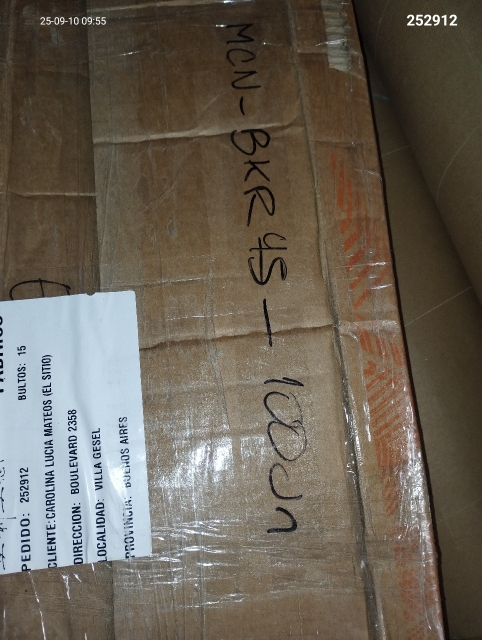 25-09-10 09:55
252912
MCN-BKR45-100un
BULTOS: 15
PEDIDO: 252912
CLIENTE: CAROLINA LUCIA MATEOS (EL SITIO)
DIRECCION: BOULEVARD 2358
LOCALIDAD: VILLA GESEL
PROVINCIA: BUENOS AIRES